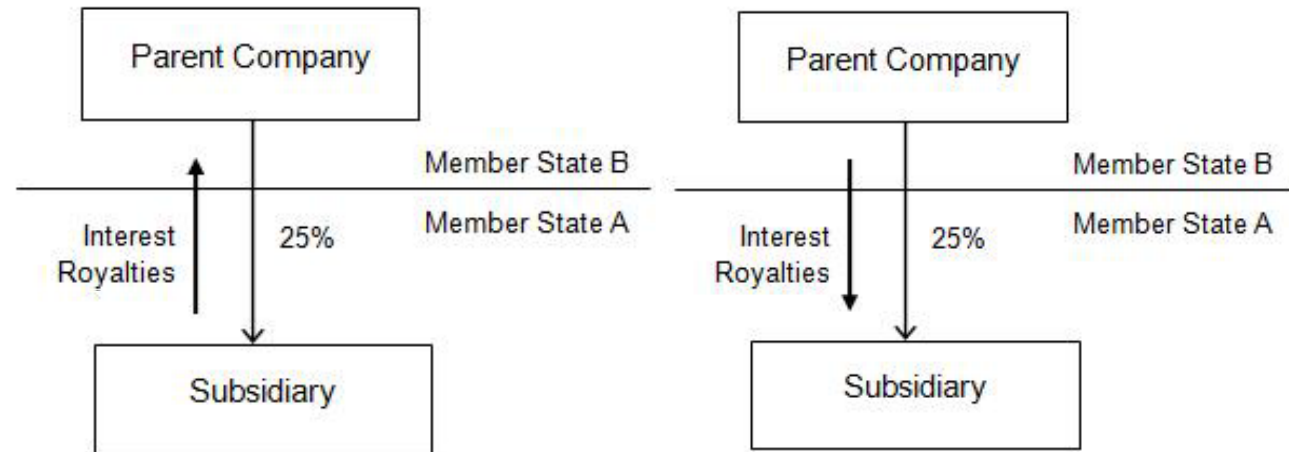 Parent Company
Member State B
Member State A
Interest
Royalties
25%
Subsidiary
Parent Company
Member State B
Member State A
Interest
Royalties
25%
Subsidiary